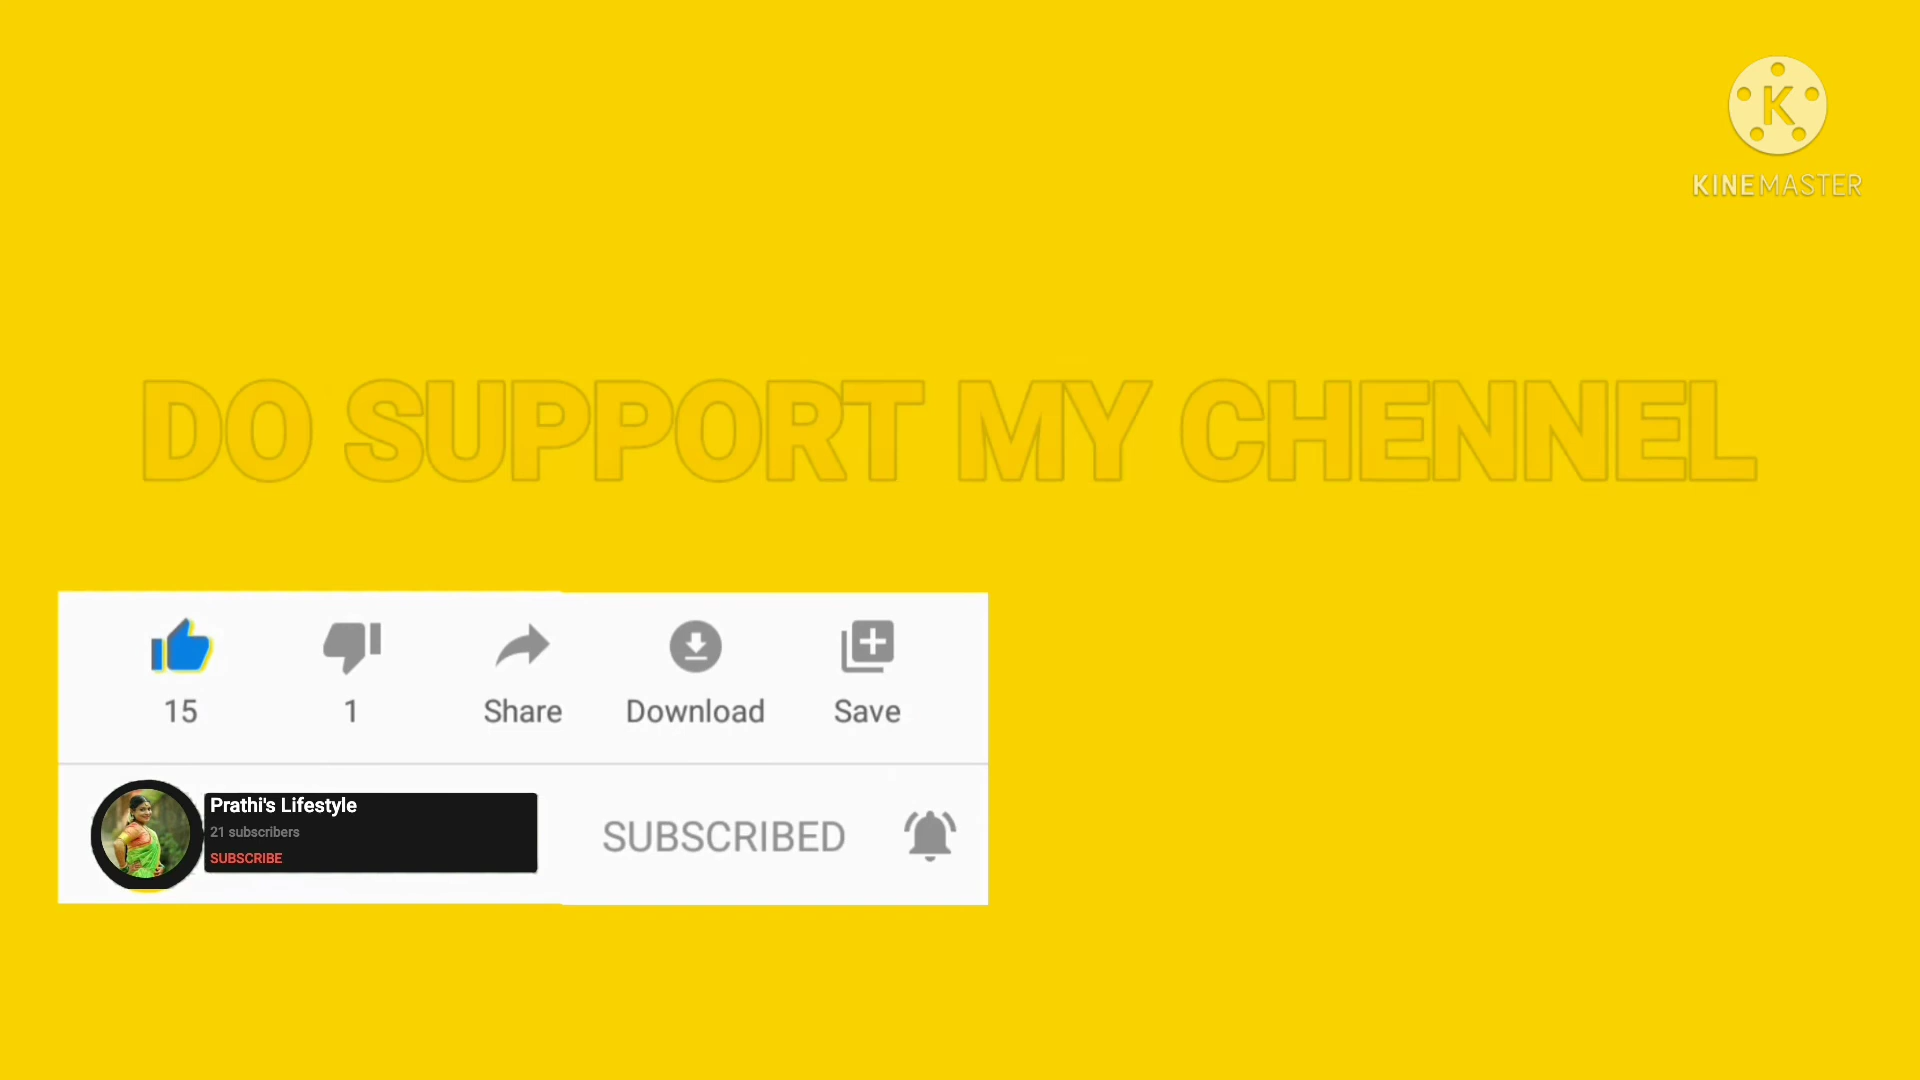 K
KINEMASTER
DO SUPPORT MY CHENNEL
15
1
Share
Download
Save
Prathi's Lifestyle
21 subscribers
SUBSCRIBE
SUBSCRIBED